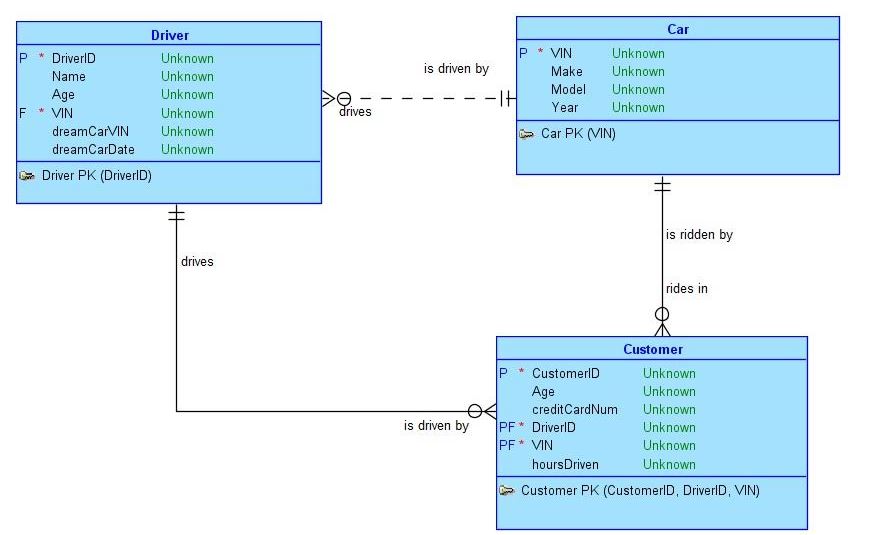 Driver
P * DriverID Unknown
Name Unknown
Age Unknown
F * VIN Unknown
dreamCarVIN Unknown
dreamCarDate Unknown
Driver PK (DriverID)
is driven by
drives
Car
P * VIN Unknown
Make Unknown
Model Unknown
Year Unknown
Car PK (VIN)
drives
is driven by
is ridden by
rides in
Customer
P * CustomerID Unknown
Age Unknown
creditCardNum Unknown
PF * DriverID Unknown
PF * VIN Unknown
hoursDriven Unknown
Customer PK (CustomerID, DriverID, VIN)